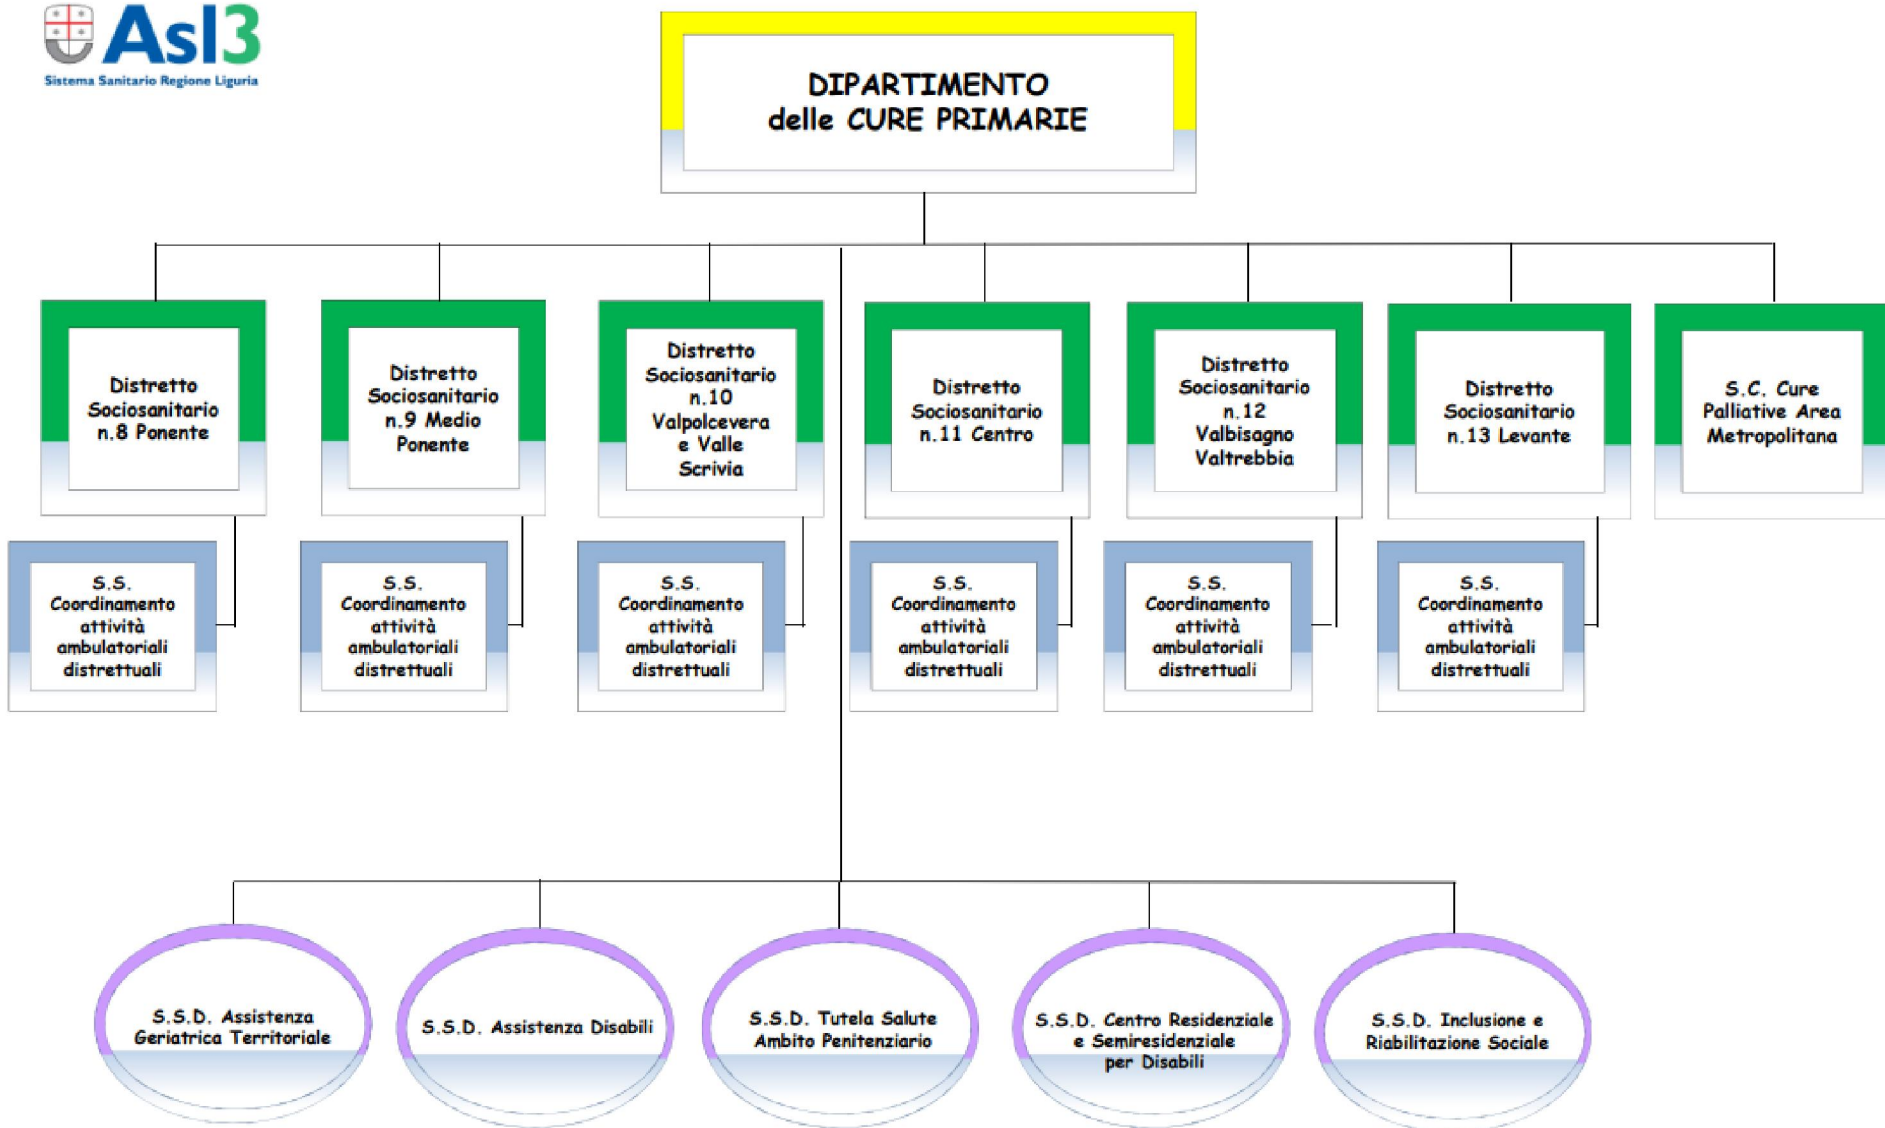 Asl3
Sistema Sanitario Regione Liguria
DIPARTIMENTO
delle CURE PRIMARIE
Distretto
Sociosanitario
n.8 Ponente
Distretto
Sociosanitario
n.9 Medio
Ponente
Distretto
Sociosanitario
n.10
Valpolcevera
e Valle
Scrivia
Distretto
Sociosanitario
n.11 Centro
Distretto
Sociosanitario
n.12
Valbisagno
Valtrebbia
Distretto
Sociosanitario
n.13 Levante
S.C. Cure
Palliative Area
Metropolitana
S.S.
Coordinamento
attività
ambulatoriali
distrettuali
S.S.
Coordinamento
attività
ambulatoriali
distrettuali
S.S.
Coordinamento
attività
ambulatoriali
distrettuali
S.S.
Coordinamento
attività
ambulatoriali
distrettuali
S.S.
Coordinamento
attività
ambulatoriali
distrettuali
S.S.
Coordinamento
attività
ambulatoriali
distrettuali
S.S.D. Assistenza
Geriatrica Territoriale
S.S.D. Assistenza Disabili
S.S.D. Tutela Salute
Ambito Penitenziario
S.S.D. Centro Residenziale
e Semiresidenziale
per Disabili
S.S.D. Inclusione e
Riabilitazione Sociale